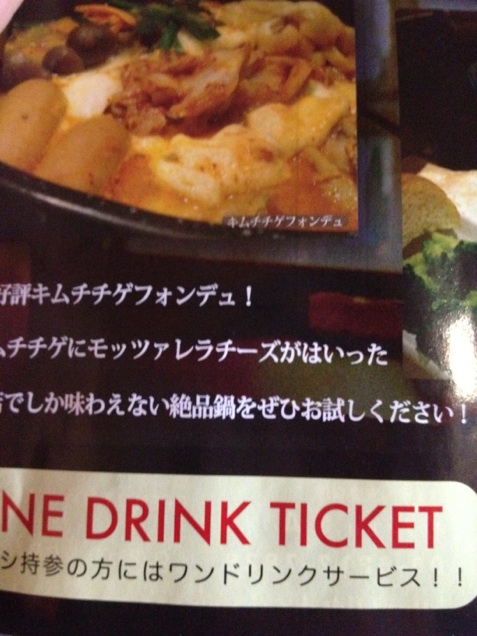 キムチチゲフォンデュ
好評キムチチゲフォンデュ！
ムチチゲにモッツァレラチーズがはいった
店でしか味わえない絶品鍋をぜひお試しください！
NE DRINK TICKET
シ持参の方にはワンドリンクサービス！！